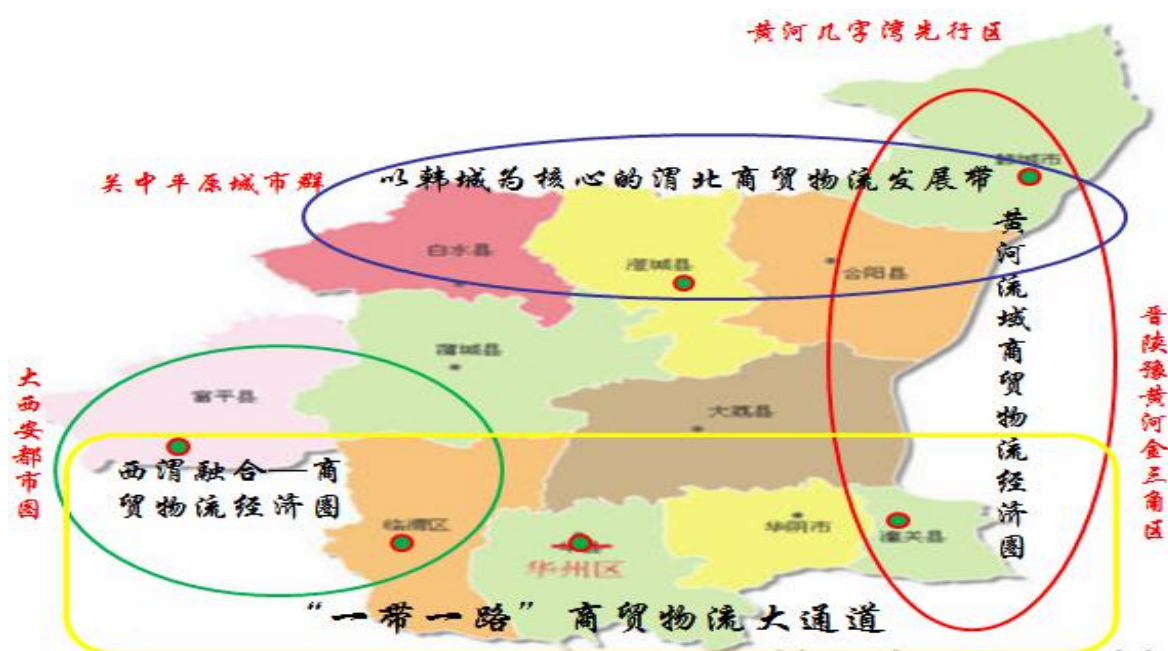 黄河几字湾先行区
韩城市
关中平原城市群
以韩城为核心的渭北商贸物流发展带
白水县
澄城县
合阳县
黄河流域商贸物流经济圈
晋陕豫黄河金三角区
蒲城县
富平县
大荔县
大西安都市圈
西渭融合—商
贸物流经济圈
临渭区
华阴市
潼关县
华州区
“一带一路”商贸物流大通道